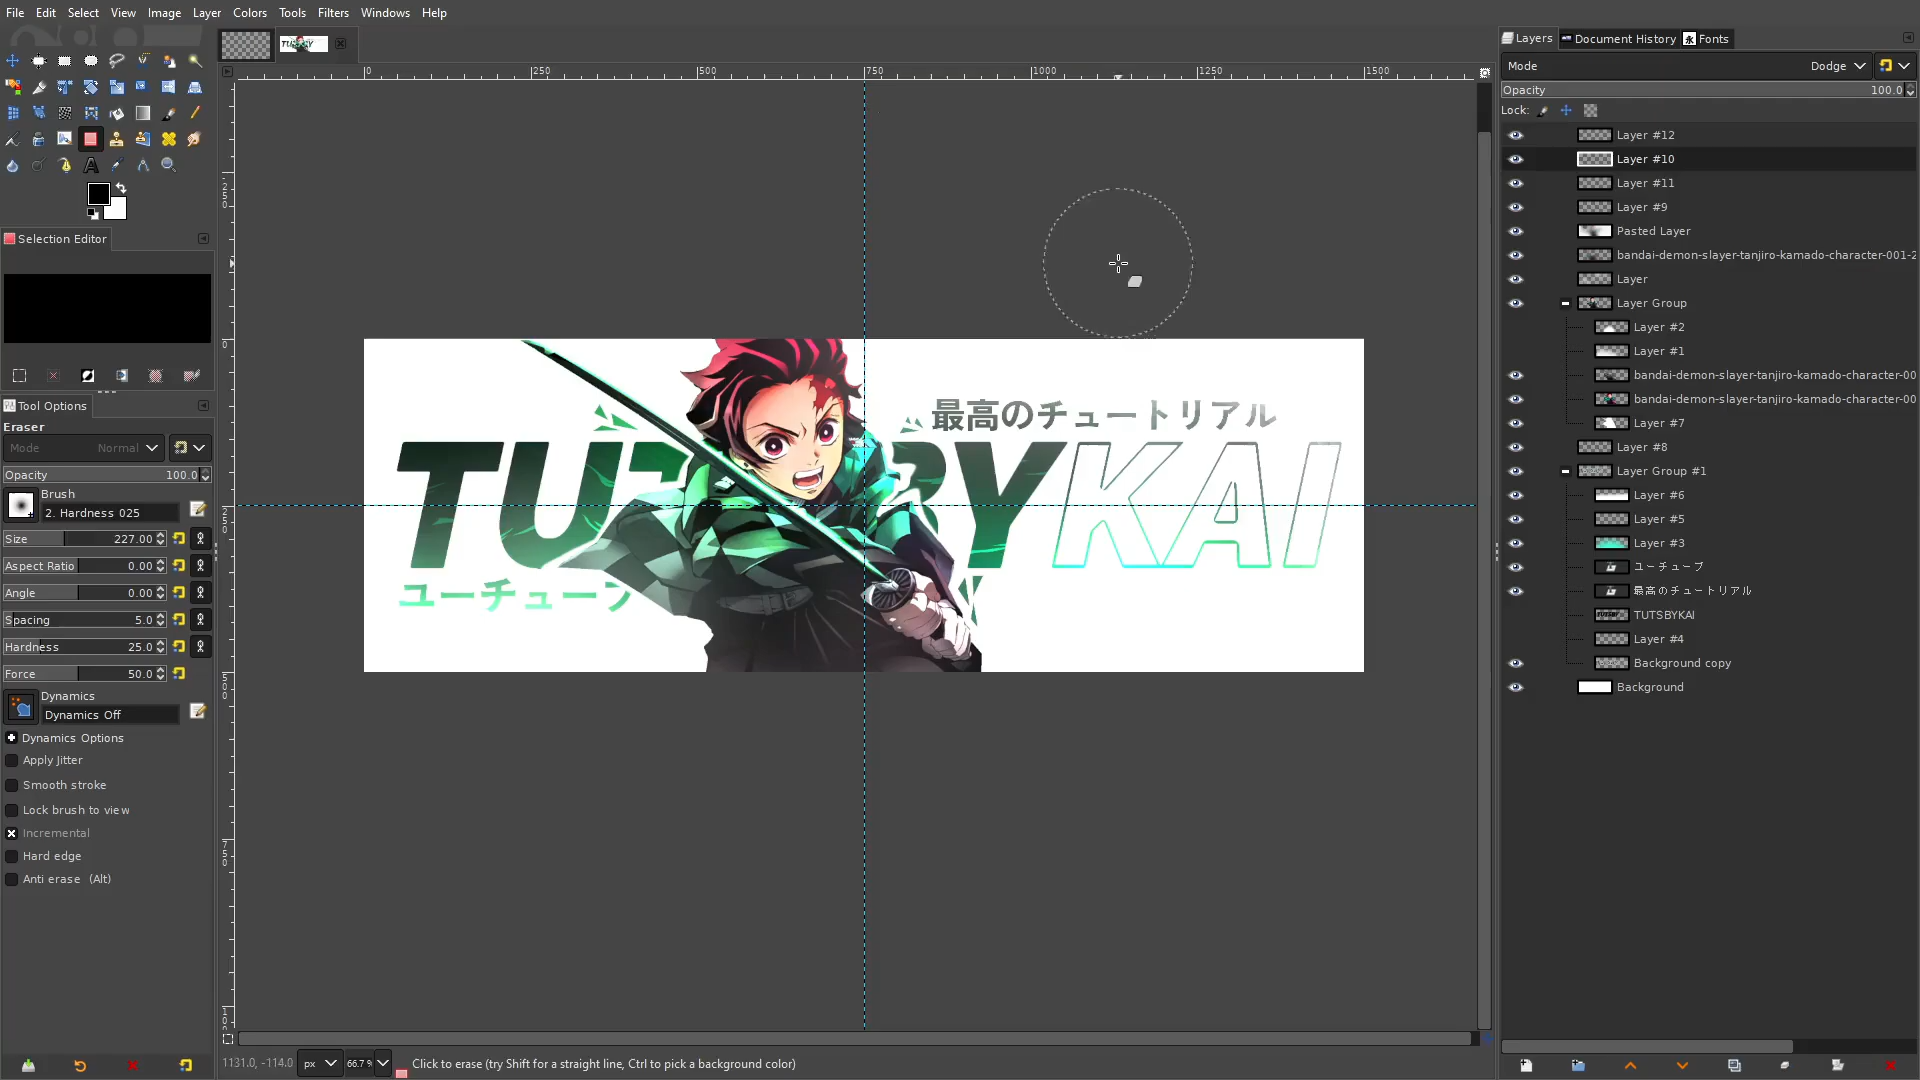 File Edit Select View Image Layer Colors Tools Filters Windows Help
Selection Editor
Tool Options
Eraser
Mode Normal
Opacity 100.0
Brush
2. Hardness 025
Size 227.00
Aspect Ratio 0.00
Angle 0.00
Spacing 5.0
Hardness 25.0
Force 50.0
Dynamics
Dynamics Off
Dynamics Options
Apply Jitter
Smooth stroke
Lock brush to view
Incremental
Hard edge
Anti erase (Alt)
0 250 500 750 1000 1250 1500
最高のチュートリアル
TUTSBYKAI
ユーチューブ
1131.0, -114.0 px 66.7 % Click to erase (try Shift for a straight line, Ctrl to pick a background color)
Layers Document History Fonts
Mode Dodge
Opacity 100.0
Lock:
Layer #12
Layer #10
Layer #11
Layer #9
Pasted Layer
bandai-demon-slayer-tanjiro-kamado-character-001-2
Layer
Layer Group
Layer #2
Layer #1
bandai-demon-slayer-tanjiro-kamado-character-00
bandai-demon-slayer-tanjiro-kamado-character-00
Layer #7
Layer #8
Layer Group #1
Layer #6
Layer #5
Layer #3
ユーチューブ
最高のチュートリアル
TUTSBYKAI
Layer #4
Background copy
Background